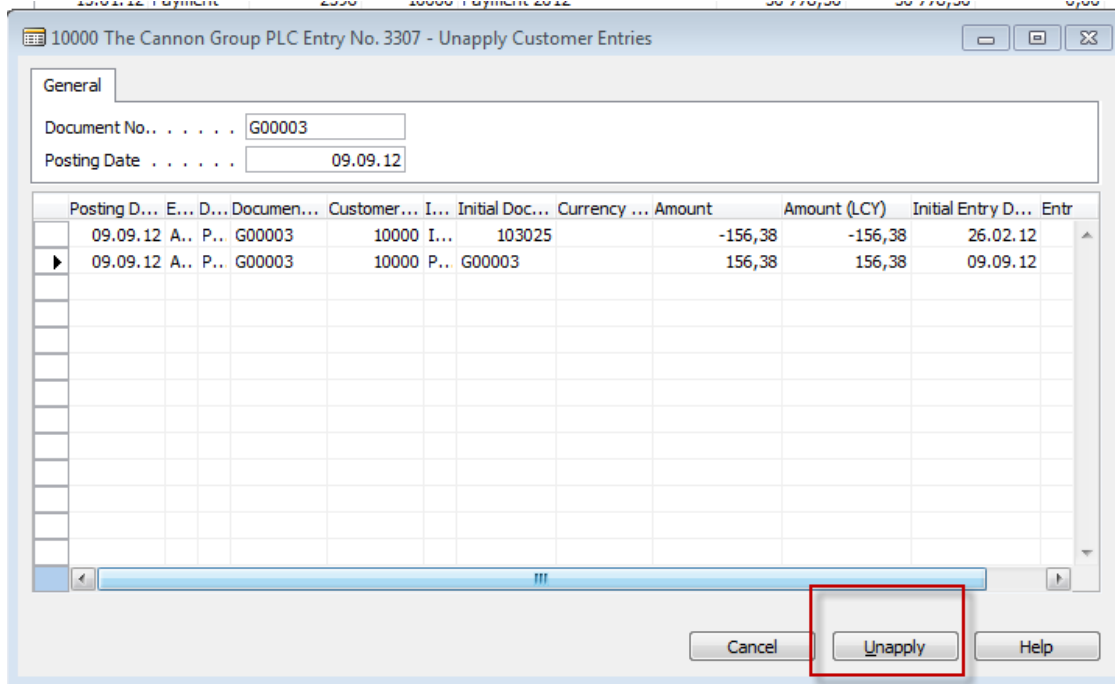 10000 The Cannon Group PLC Entry No. 3307 - Unapply Customer Entries
General
Document No.. . . . . . G00003
Posting Date . . . . . . 09.09.12
Posting D... E... D... Documen... Customer... I... Initial Doc... Currency ... Amount Amount (LCY) Initial Entry D... Entr
09.09.12 A.. P... G00003 10000 I... 103025 -156,38 -156,38 26.02.12
09.09.12 A.. P... G00003 10000 P... G00003 156,38 156,38 09.09.12
Cancel Unapply Help